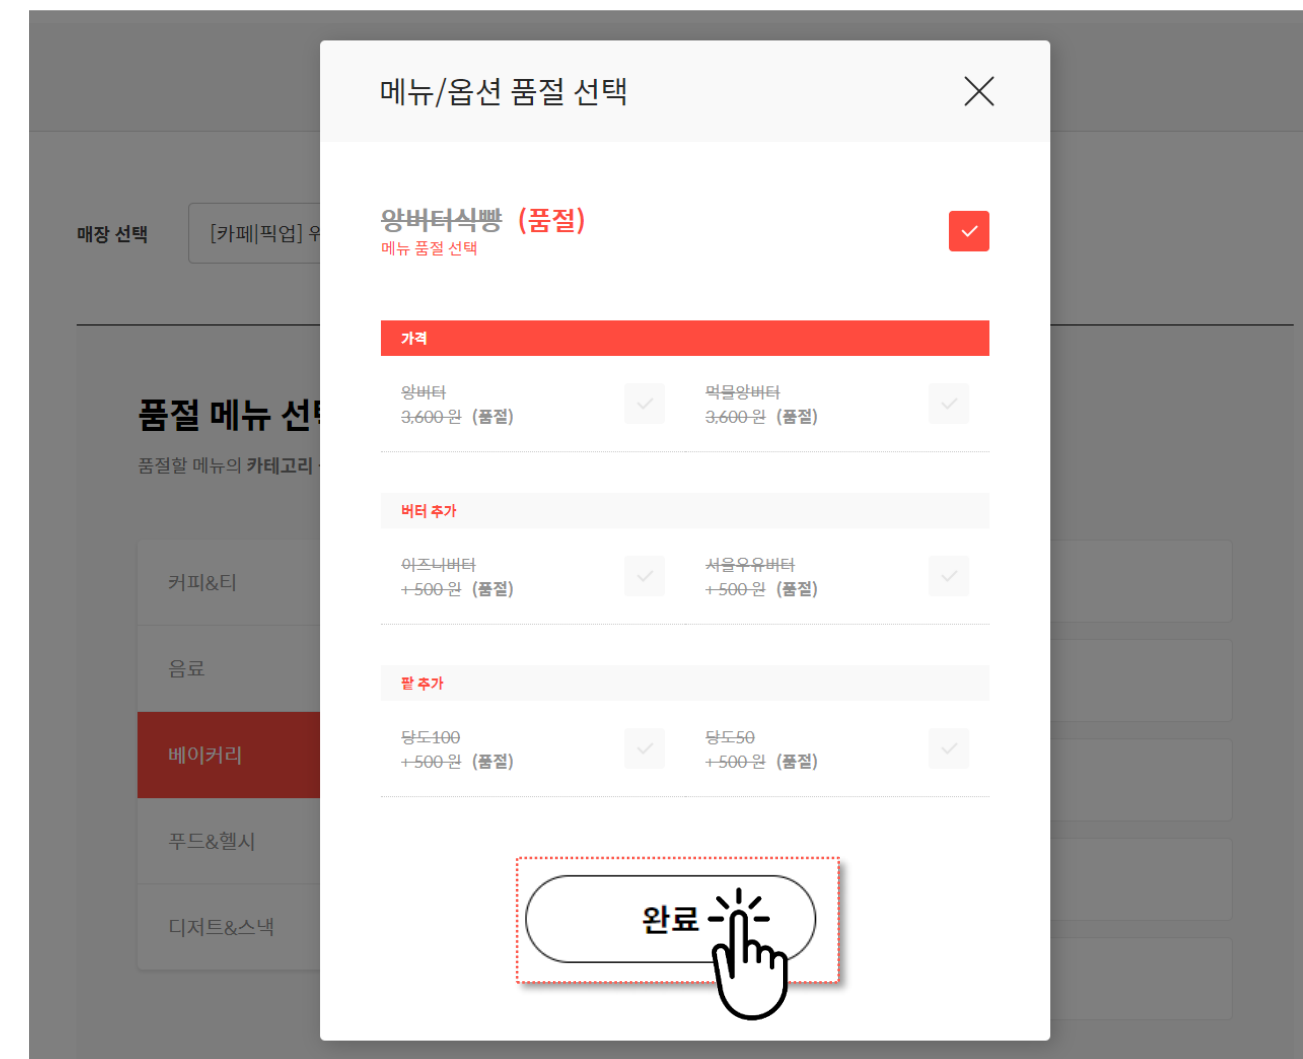 메뉴/옵션 품절 선택
매장 선택
[카페|픽업]
앙버터식빵 (품절)
메뉴 품절 선택
가격
앙버터
3,600 원 (품절)
먹물앙버터
3,600 원 (품절)
품절 메뉴
품절할 메뉴의 카테고리
버터 추가
이즈니버터
+ 500 원 (품절)
서울우유버터
+ 500 원 (품절)
커피&티
음료
베이커리
푸드&헬시
디저트&스낵
팥 추가
당도100
+ 500 원 (품절)
당도50
+ 500 원 (품절)
완료